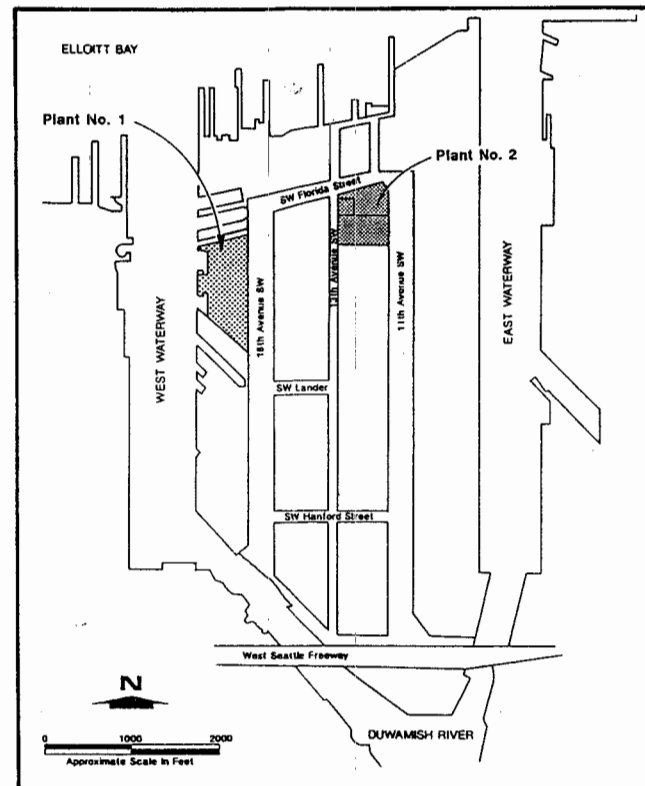 ELLOITT BAY
Plant No. 1
Plant No. 2
SW Florida Street
13th Avenue SW
16th Avenue SW
11th Avenue SW
WEST WATERWAY
EAST WATERWAY
SW Lander
SW Hanford Street
West Seattle Freeway
N
0 1000 2000
Approximate Scale In Feet
DUWAMISH RIVER